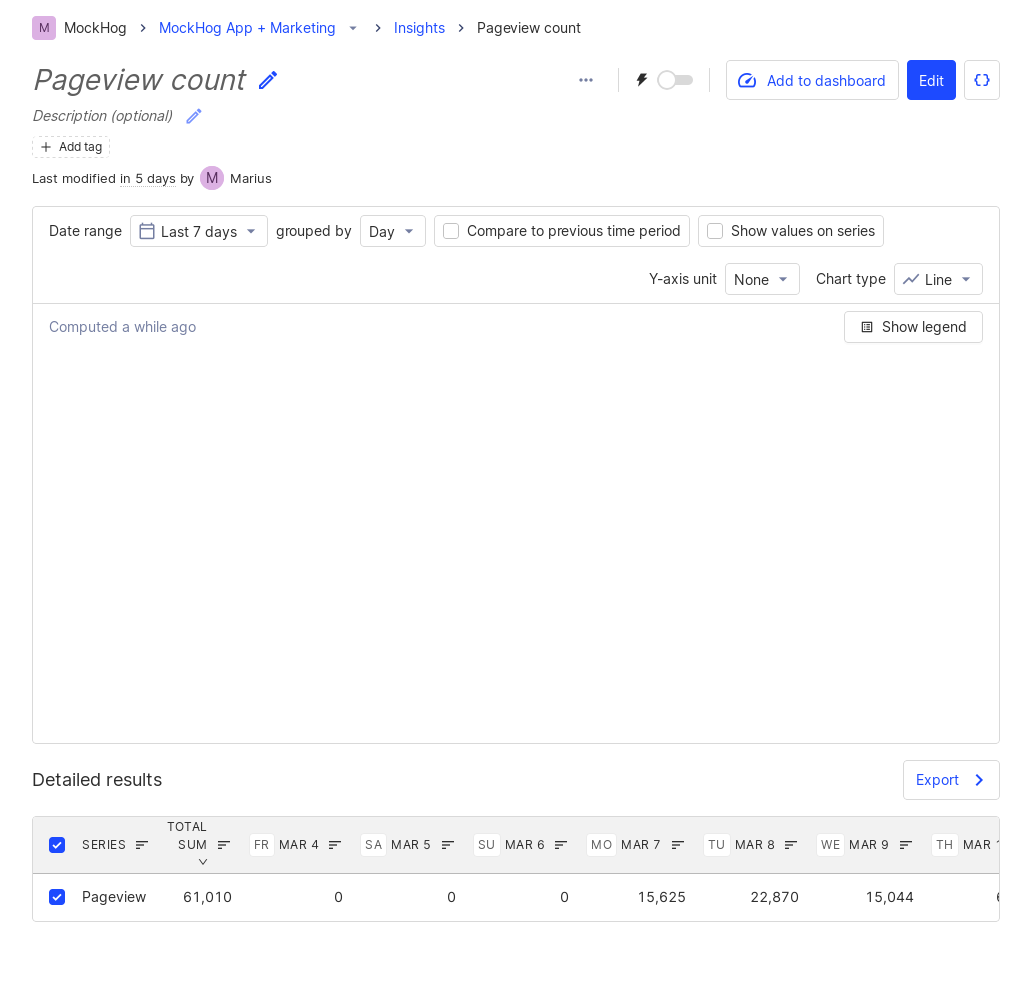 M MockHog MockHog App + Marketing Insights Pageview count
Pageview count
Add to dashboard Edit
Description (optional)
Add tag
Last modified in 5 days by M Marius
Date range Last 7 days grouped by Day Compare to previous time period Show values on series
Y-axis unit None Chart type Line
Computed a while ago Show legend
Detailed results Export
SERIES TOTAL SUM FR MAR 4 SA MAR 5 SU MAR 6 MO MAR 7 TU MAR 8 WE MAR 9 TH MAR
Pageview 61,010 0 0 0 15,625 22,870 15,044